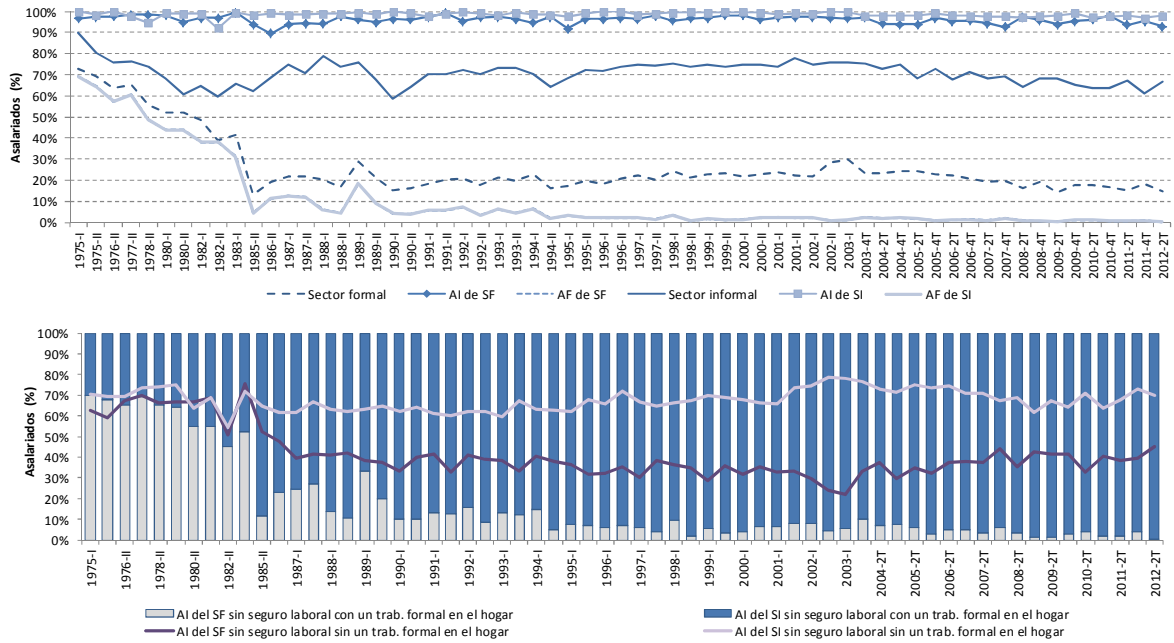 100%
90%
80%
70%
60%
50%
40%
30%
20%
10%
0%
Asalariados (%)
1975-I
1975-II
1976-II
1977-II
1978-II
1980-I
1980-II
1982-I
1982-II
1983-I
1985-II
1986-II
1987-I
1987-II
1988-I
1988-II
1989-I
1989-II
1990-I
1990-II
1991-I
1991-II
1992-I
1992-II
1993-I
1993-II
1994-I
1994-II
1995-I
1995-II
1996-I
1996-II
1997-I
1997-II
1998-I
1998-II
1999-I
1999-II
2000-I
2000-II
2001-I
2001-II
2002-I
2002-II
2003-I
2003-4T
2004-2T
2004-4T
2005-2T
2005-4T
2006-2T
2006-4T
2007-2T
2007-4T
2008-2T
2008-4T
2009-2T
2009-4T
2010-2T
2010-4T
2011-2T
2011-4T
2012-2T
Sector formal
AI de SF
AF de SF
Sector informal
AI de SI
AF de SI
100%
90%
80%
70%
60%
50%
40%
30%
20%
10%
0%
Asalariados (%)
1975-I
1976-II
1978-II
1980-II
1982-II
1985-II
1987-I
1988-I
1989-I
1990-I
1991-I
1992-I
1993-I
1994-I
1995-I
1996-I
1997-I
1998-I
1999-I
2000-I
2001-I
2002-I
2003-I
2004-2T
2005-2T
2006-2T
2007-2T
2008-2T
2009-2T
2010-2T
2011-2T
2012-2T
AI del SF sin seguro laboral con un trab. formal en el hogar
AI del SI sin seguro laboral con un trab. formal en el hogar
AI del SF sin seguro laboral sin un trab. formal en el hogar
AI del SI sin seguro laboral sin un trab. formal en el hogar